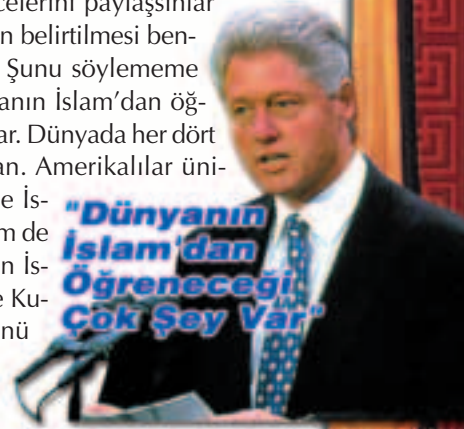 celerini paylaşsınlar
n belirtilmesi ben-
Şunu söylememe
anın İslam'dan öğ-
ar. Dünyada her dört
an. Amerikalılar üni-
e İs-
m de
n İs-
e Ku-
nü
"Dünyanın
İslam'dan
Öğreneceği
Çok Şey Var"